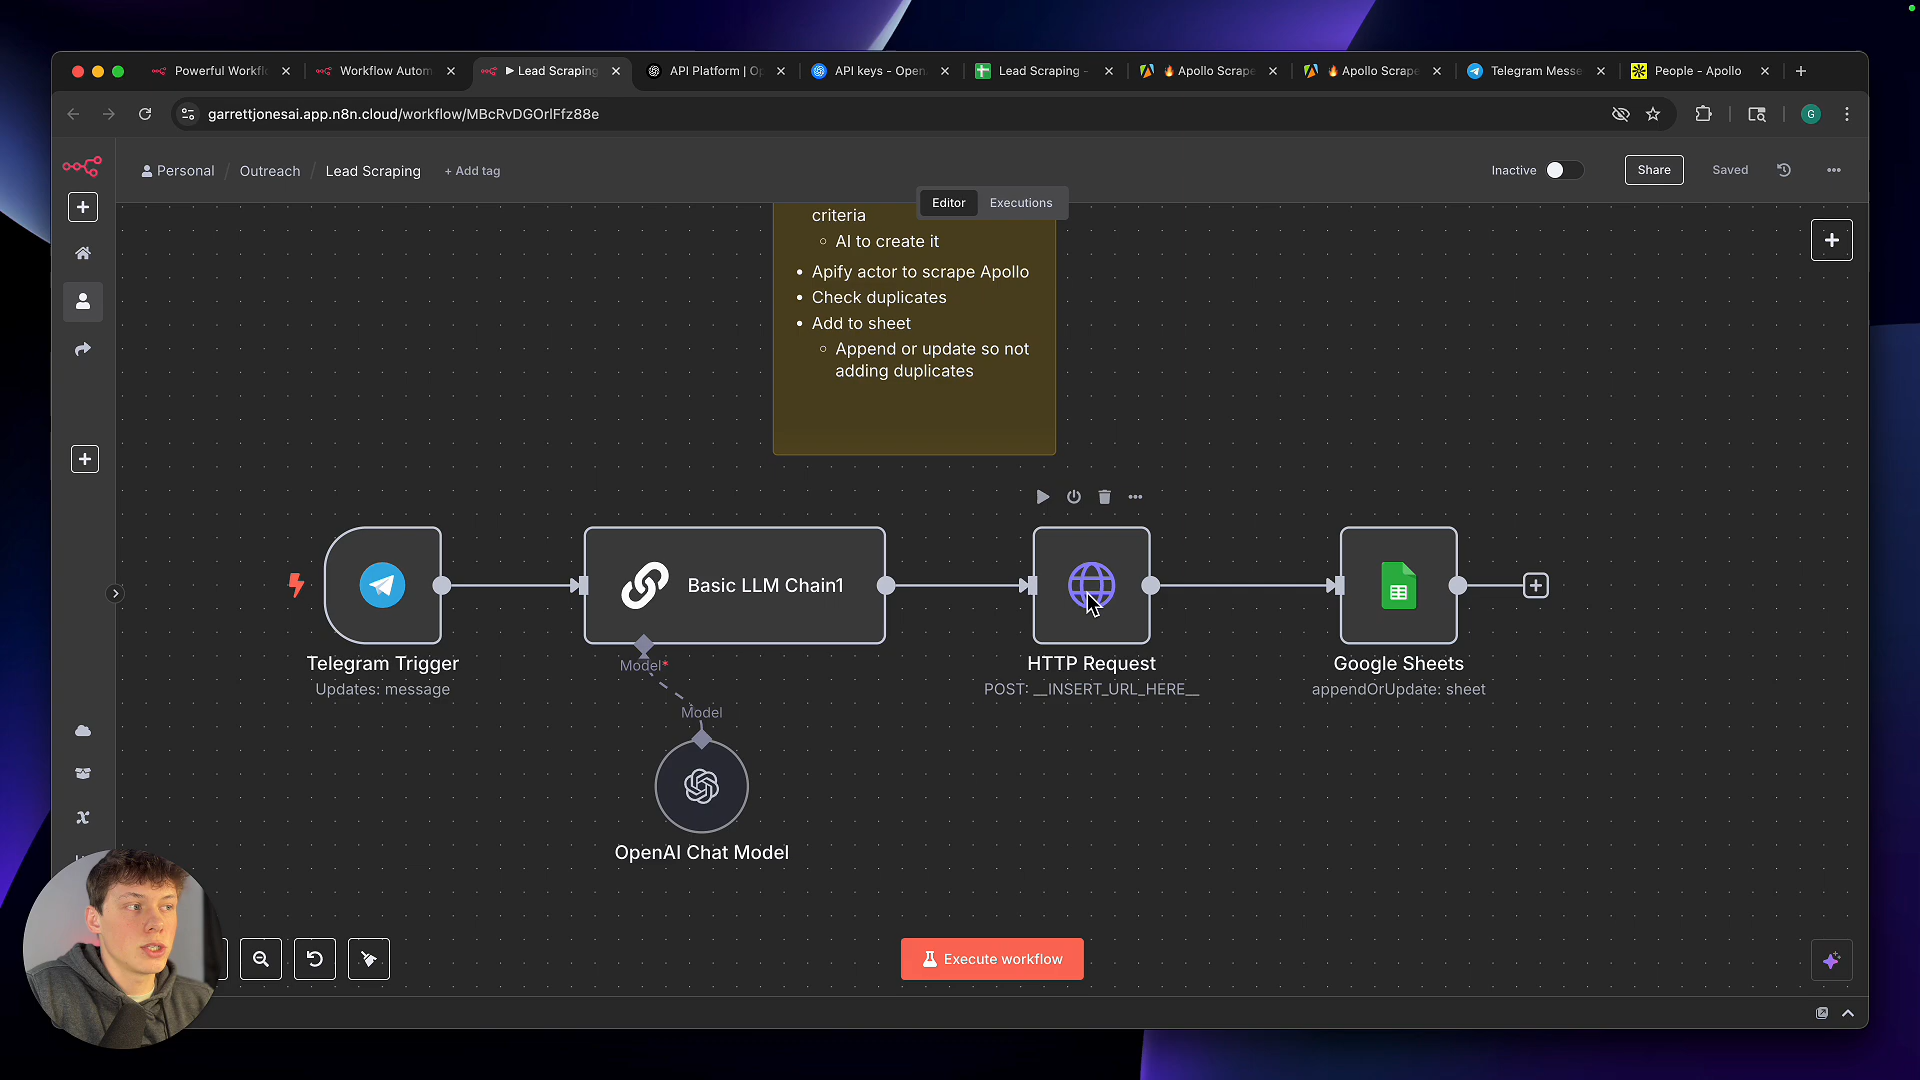 Powerful Workfl
Workflow Autom
▶ Lead Scraping
API Platform | Op
API keys - Open
Lead Scraping -
🔥 Apollo Scrape
🔥 Apollo Scrape
Telegram Messe
People - Apollo
garrettjonesai.app.n8n.cloud/workflow/MBcRvDGOrlFfz88e
G
Personal / Outreach / Lead Scraping + Add tag
Inactive
Share
Saved
Editor
Executions
criteria
AI to create it
Apify actor to scrape Apollo
Check duplicates
Add to sheet
Append or update so not
adding duplicates
Basic LLM Chain1
Telegram Trigger
Updates: message
Model*
Model
HTTP Request
POST: __INSERT_URL_HERE__
Google Sheets
appendOrUpdate: sheet
OpenAI Chat Model
Execute workflow